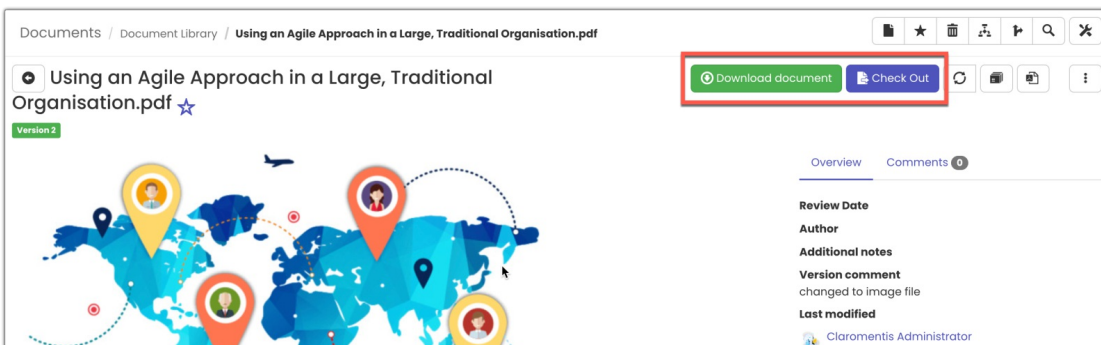 Documents / Document Library / Using an Agile Approach in a Large, Traditional Organisation.pdf
Using an Agile Approach in a Large, Traditional
Organisation.pdf
Download document
Check Out
Version 2
Overview
Comments 0
Review Date
Author
Additional notes
Version comment
changed to image file
Last modified
Claromentis Administrator